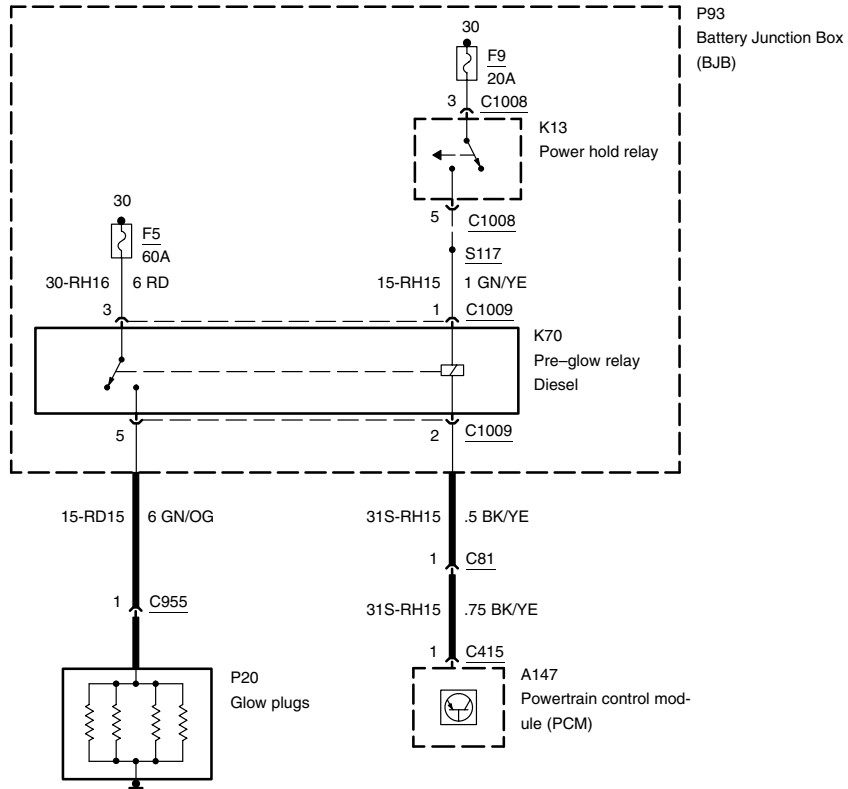 P93
Battery Junction Box
(BJB)
30
F9
20A
3 C1008
K13
Power hold relay
30
F5
60A
5 C1008
S117
30-RH16 6 RD
15-RH15 1 GN/YE
3
1 C1009
K70
Pre–glow relay
Diesel
5
2 C1009
15-RD15 6 GN/OG
31S-RH15 .5 BK/YE
1 C81
1 C955
31S-RH15 .75 BK/YE
1 C415
P20
Glow plugs
A147
Powertrain control mod-
ule (PCM)